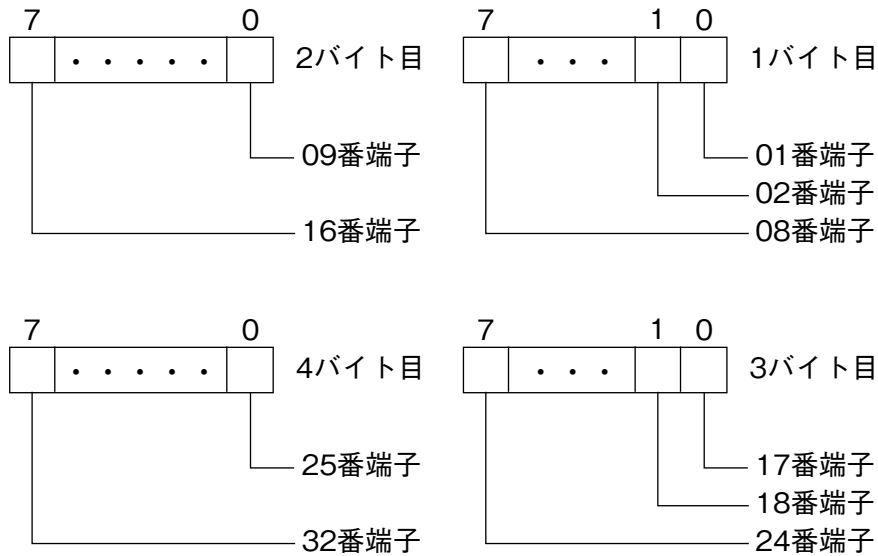 7 0 2バイト目
7 1 0 1バイト目
09番端子
16番端子
01番端子
02番端子
08番端子
7 0 4バイト目
7 1 0 3バイト目
25番端子
32番端子
17番端子
18番端子
24番端子